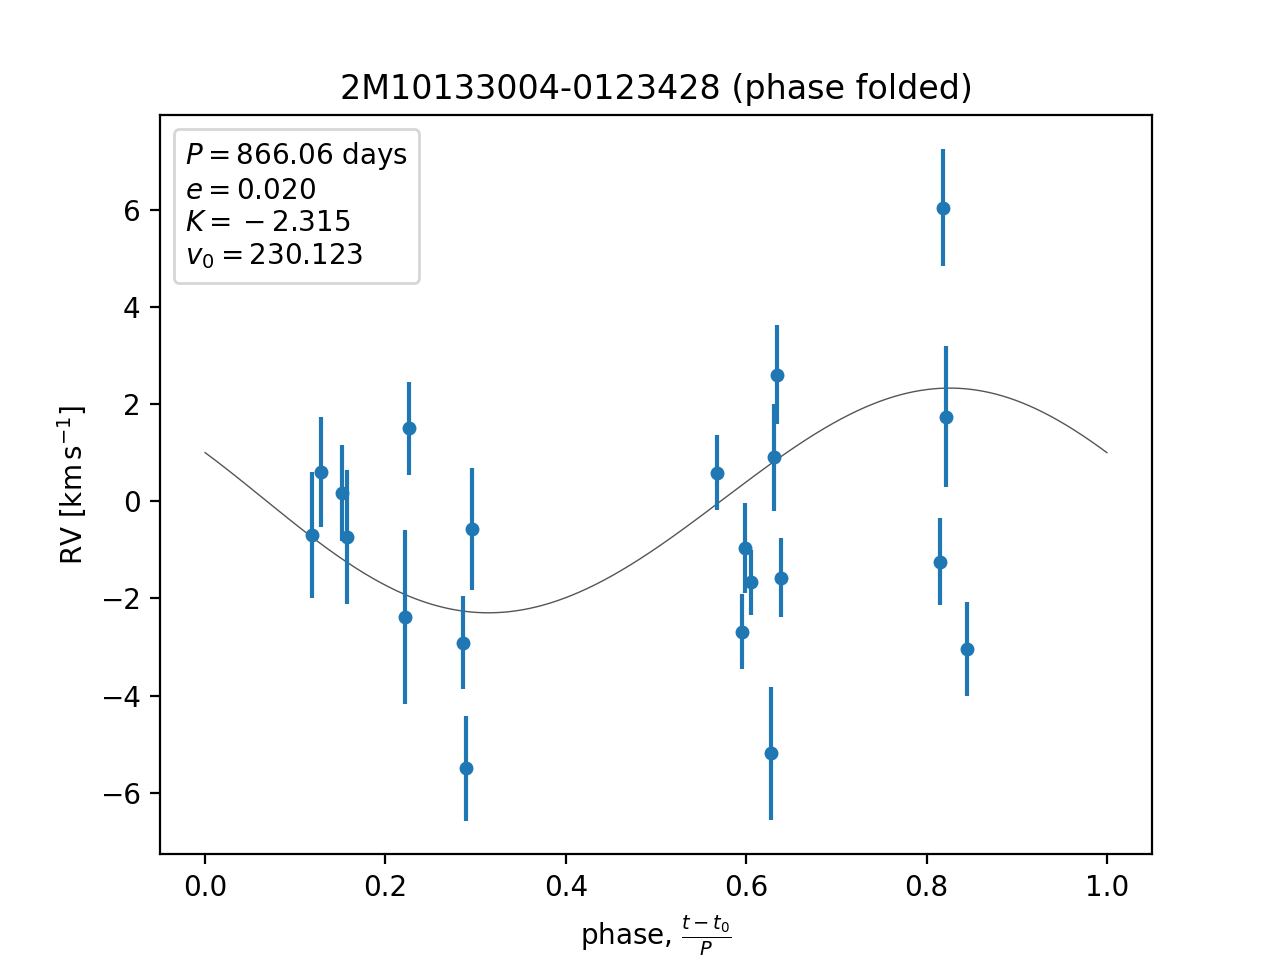 2M10133004-0123428 (phase folded)
P = 866.06 days
e = 0.020
K = −2.315
v₀ = 230.123
6
4
2
0
−2
−4
−6
RV [km s⁻¹]
0.0 0.2 0.4 0.6 0.8 1.0
phase, (t − t₀)/P